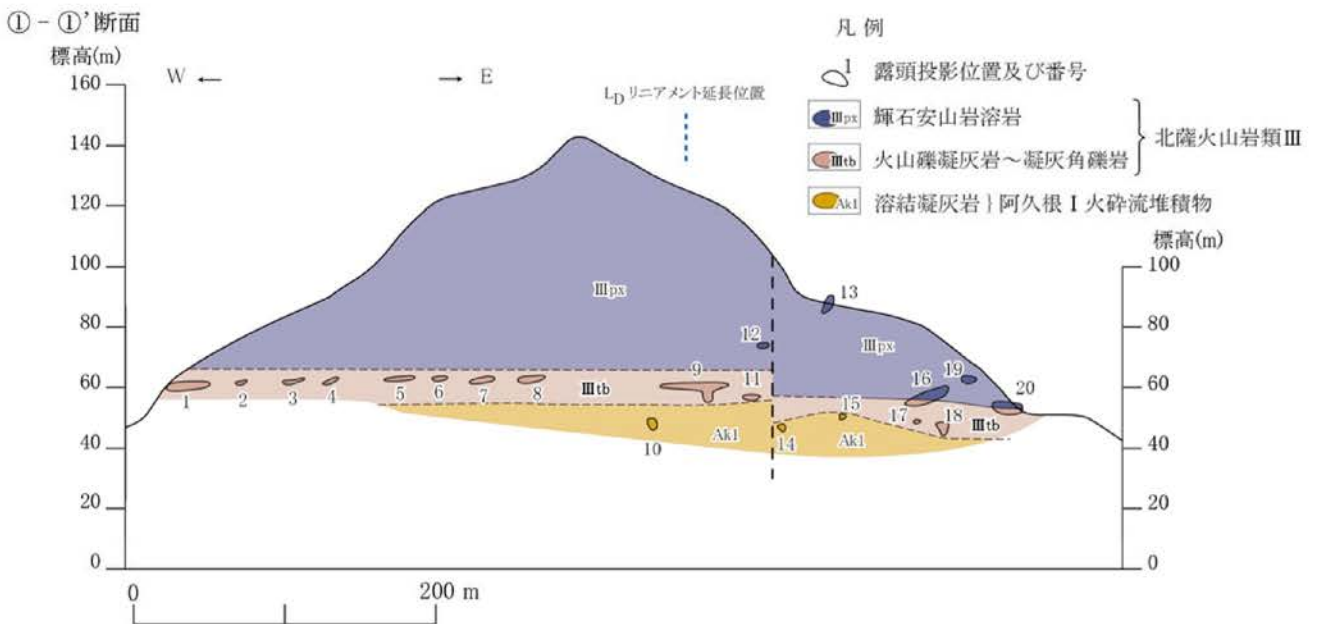 ①－①’断面
標高(m)
W ← → E
LD リニアメント延長位置
凡 例
1 露頭投影位置及び番号
Ⅲpx 輝石安山岩溶岩
Ⅲtb 火山礫凝灰岩～凝灰角礫岩
北薩火山岩類Ⅲ
Ak1 溶結凝灰岩 } 阿久根Ⅰ火砕流堆積物
標高(m)
160
140
120
100
80
60
40
20
0
100
80
60
40
20
0
Ⅲpx
13
12
Ⅲpx
9
19
16
20
11
1
2
3
4
5
6
7
8
Ⅲtb
15
17
18
Ⅲtb
10
Ak1
14
Ak1
0
200 m